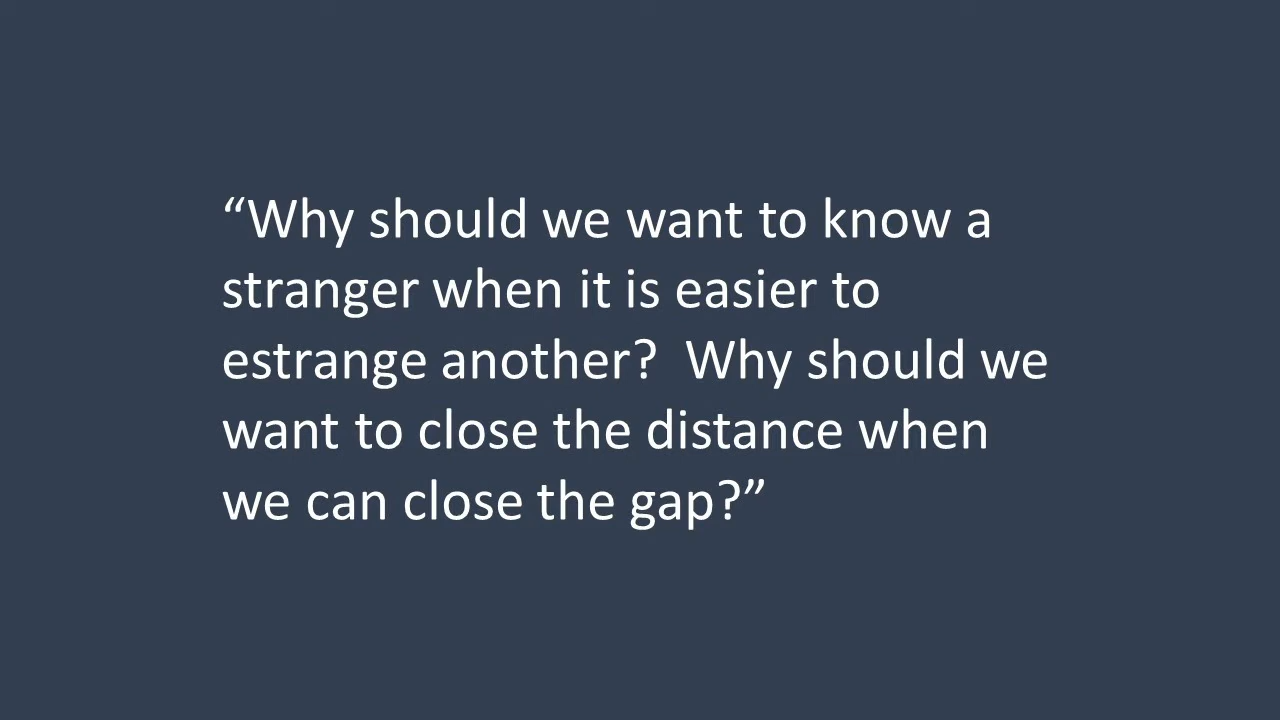 “Why should we want to know a
stranger when it is easier to
estrange another?  Why should we
want to close the distance when
we can close the gap?”